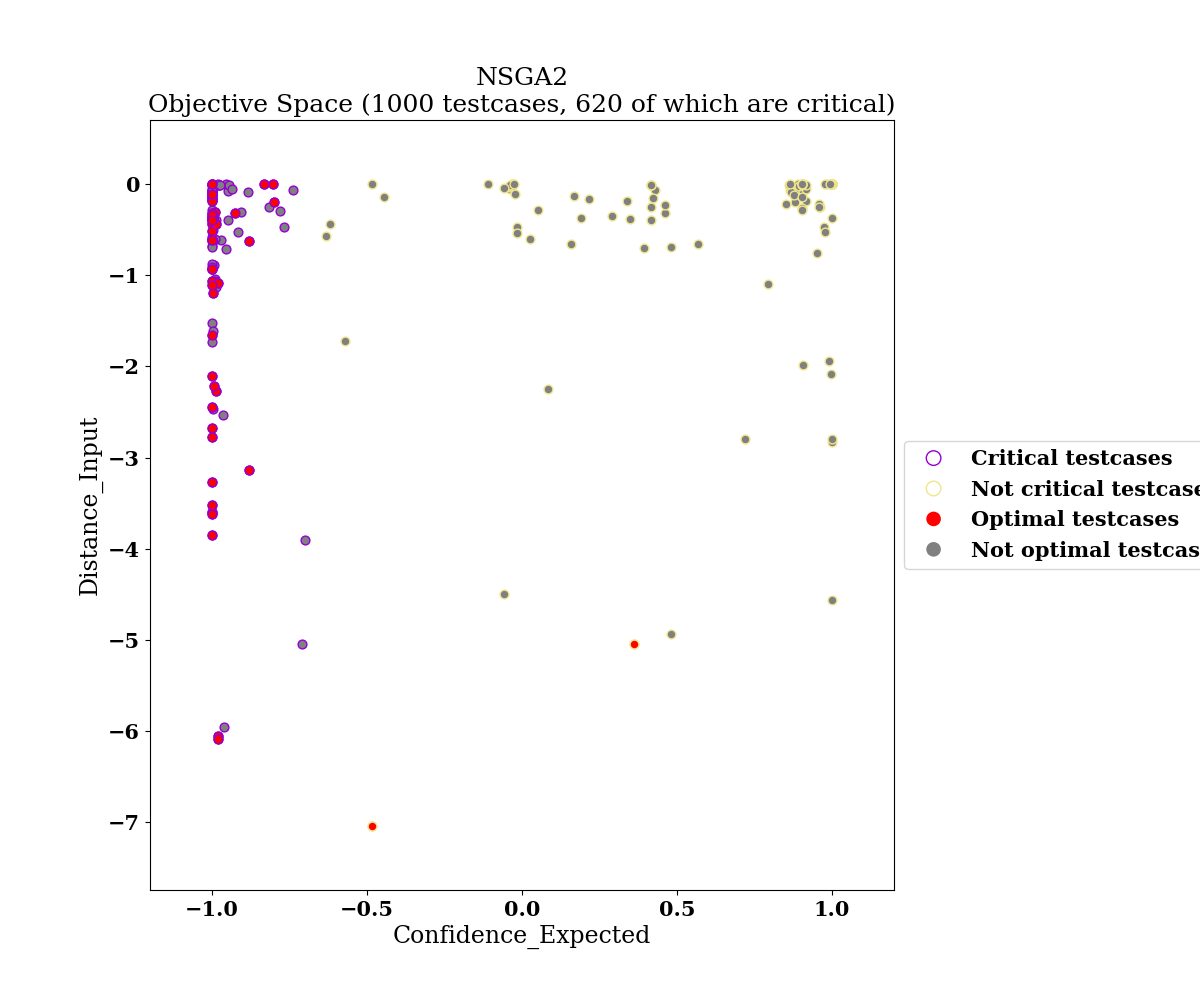 NSGA2
Objective Space (1000 testcases, 620 of which are critical)
0
−1
−2
−3
−4
−5
−6
−7
Distance_Input
−1.0
−0.5
0.0
0.5
1.0
Confidence_Expected
Critical testcases
Not critical testcase
Optimal testcases
Not optimal testcas